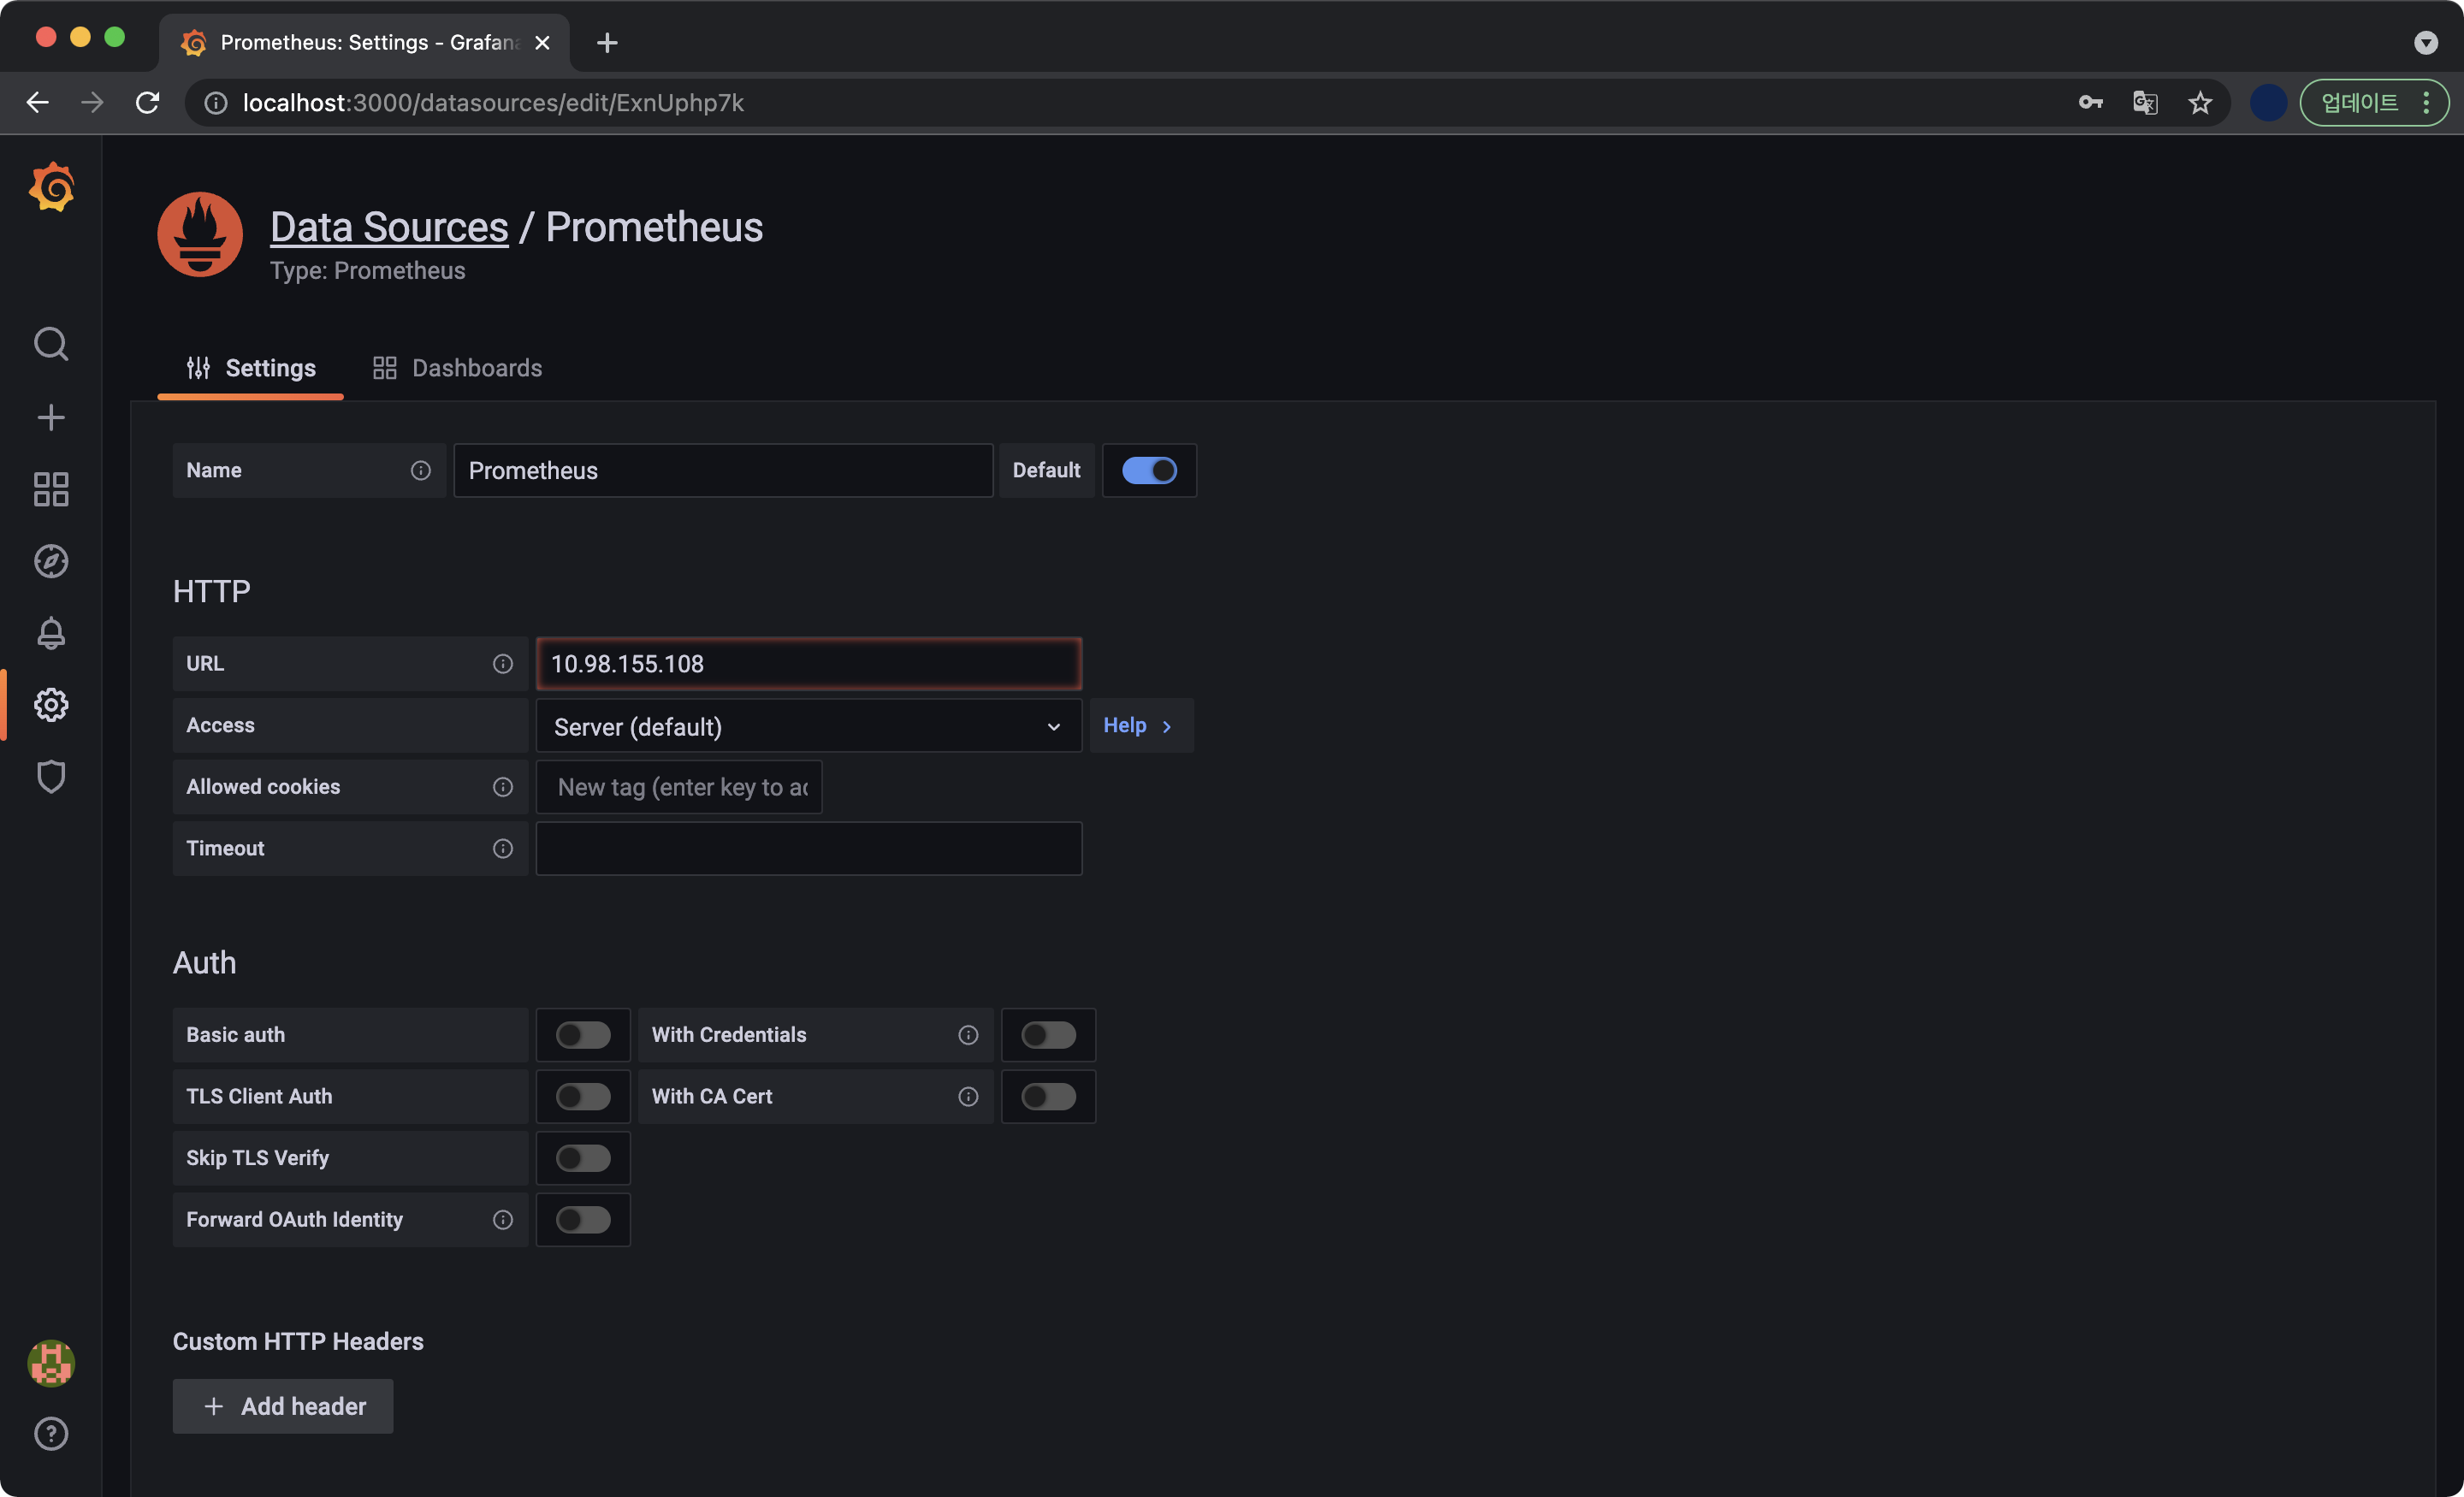 Prometheus: Settings - Grafana
localhost:3000/datasources/edit/ExnUphp7k
업데이트
Data Sources / Prometheus
Type: Prometheus
Settings
Dashboards
Name
Prometheus
Default
HTTP
URL
10.98.155.108
Access
Server (default)
Help
Allowed cookies
New tag (enter key to ac
Timeout
Auth
Basic auth
With Credentials
TLS Client Auth
With CA Cert
Skip TLS Verify
Forward OAuth Identity
Custom HTTP Headers
Add header